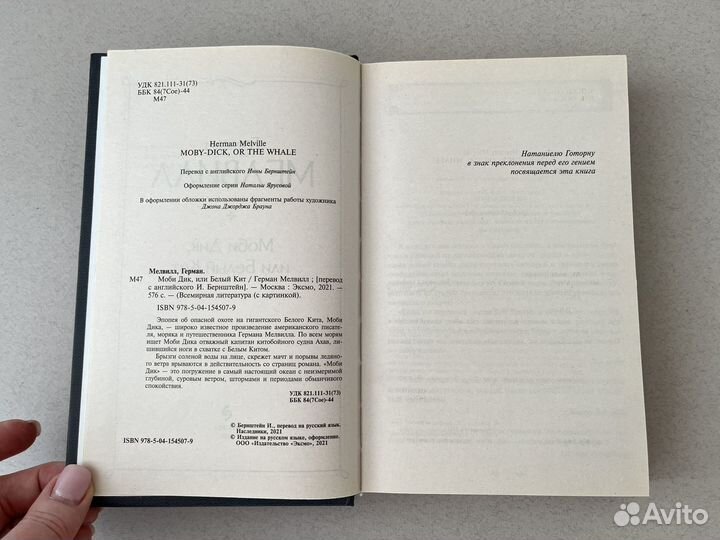 УДК 821.111-31(73)
ББК 84(7Сое)-44
М47
Herman Melville
MOBY-DICK, OR THE WHALE
Перевод с английского Инны Бернштейн
Оформление серии Натальи Ярусовой
В оформлении обложки использованы фрагменты работы художника
Джона Джорджа Брауна
Мелвилл, Герман.
М47 Моби Дик, или Белый Кит / Герман Мелвилл ; [перевод
с английского И. Бернштейн]. — Москва : Эксмо, 2021. —
576 с. — (Всемирная литература (с картинкой).
ISBN 978-5-04-154507-9
Эпопея об опасной охоте на гигантского Белого Кита, Моби
Дика, — широко известное произведение американского писате-
ля, моряка и путешественника Германа Мелвилла. По всем морям
ищет Моби Дика отважный капитан китобойного судна Ахав, ли-
шившийся ноги в схватке с Белым Китом.
Брызги соленой воды на лице, скрежет мачт и порывы ледяно-
го ветра врываются в действительность со страниц романа. «Моби
Дик» — это погружение в самый настоящий океан с неизмеримой
глубиной, суровым ветром, штормами и периодами обманчивого
спокойствия.
УДК 821.111-31(73)
ББК 84(7Сое)-44
© Бернштейн И., перевод на русский язык.
Наследники, 2021
© Издание на русском языке, оформление.
ООО «Издательство «Эксмо», 2021
ISBN 978-5-04-154507-9
Натаниелю Готорну
в знак преклонения перед его гением
посвящается эта книга
Avito